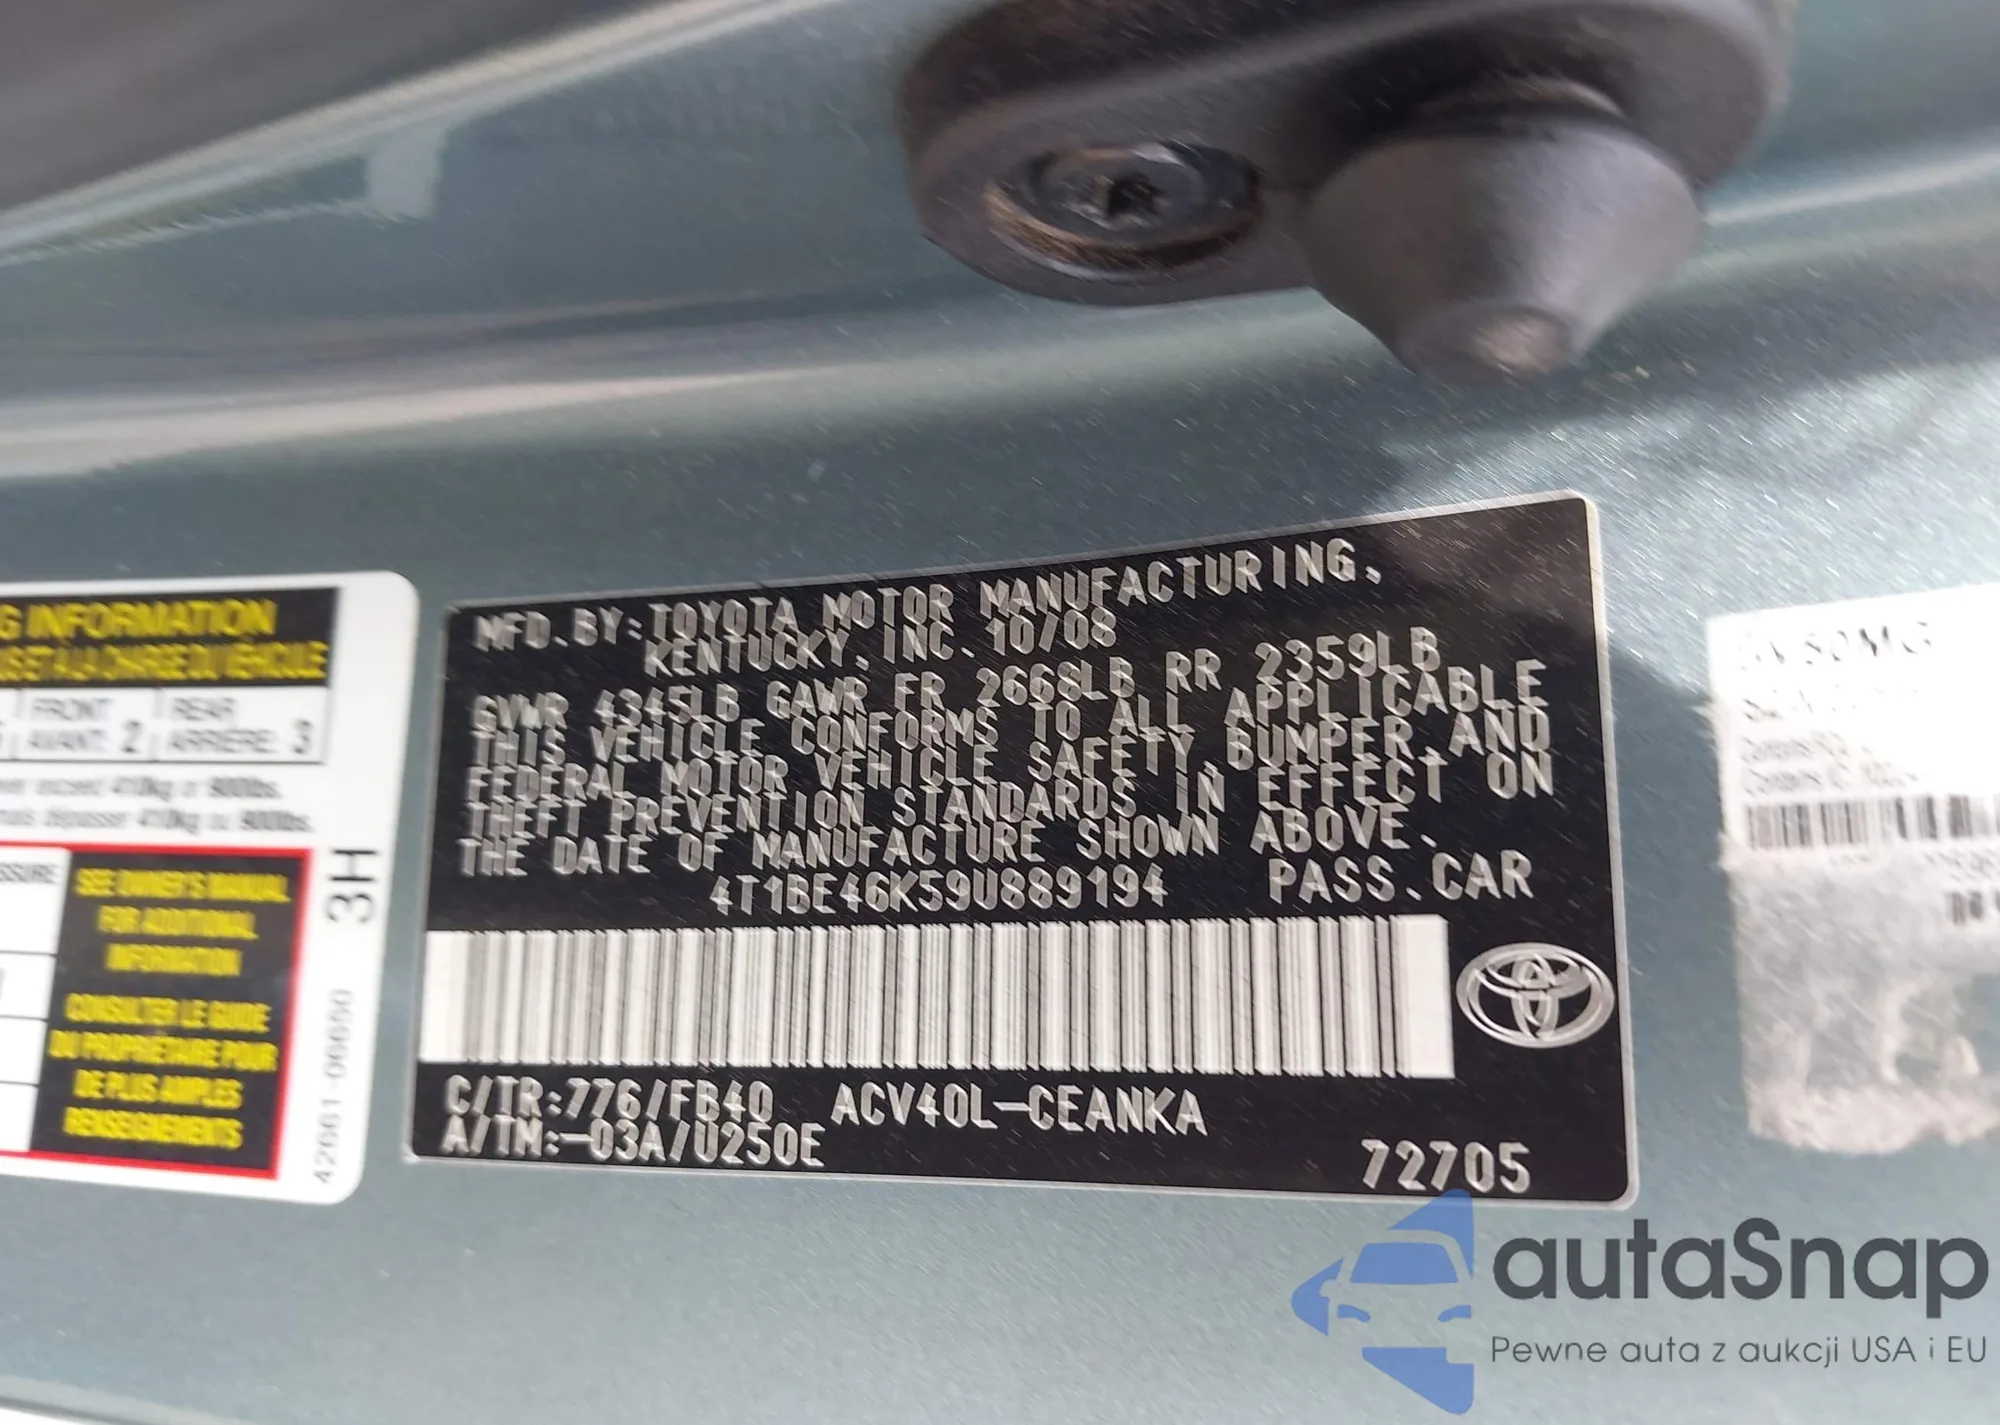 G INFORMATION
FRONT REAR
AVANT: 2 ARRIÈRE: 3
SSURE
SEE OWNER'S MANUAL
FOR ADDITIONAL
INFORMATION
CONSULTER LE GUIDE
DU PROPRIÉTAIRE POUR
DE PLUS AMPLES
RENSEIGNEMENTS
3H
42661-06650
MFD. BY: TOYOTA MOTOR MANUFACTURING,
KENTUCKY, INC. 10/08
GVWR 4345LB GAWR FR 2668LB RR 2359LB
THIS VEHICLE CONFORMS TO ALL APPLICABLE
FEDERAL MOTOR VEHICLE SAFETY, BUMPER, AND
THEFT PREVENTION STANDARDS IN EFFECT ON
THE DATE OF MANUFACTURE SHOWN ABOVE.
4T1BE46K59U889194 PASS. CAR
C/TR:776/FB40 ACV40L-CEANKA
A/TM:-03A/U250E
72705
autaSnap
Pewne auta z aukcji USA i EU